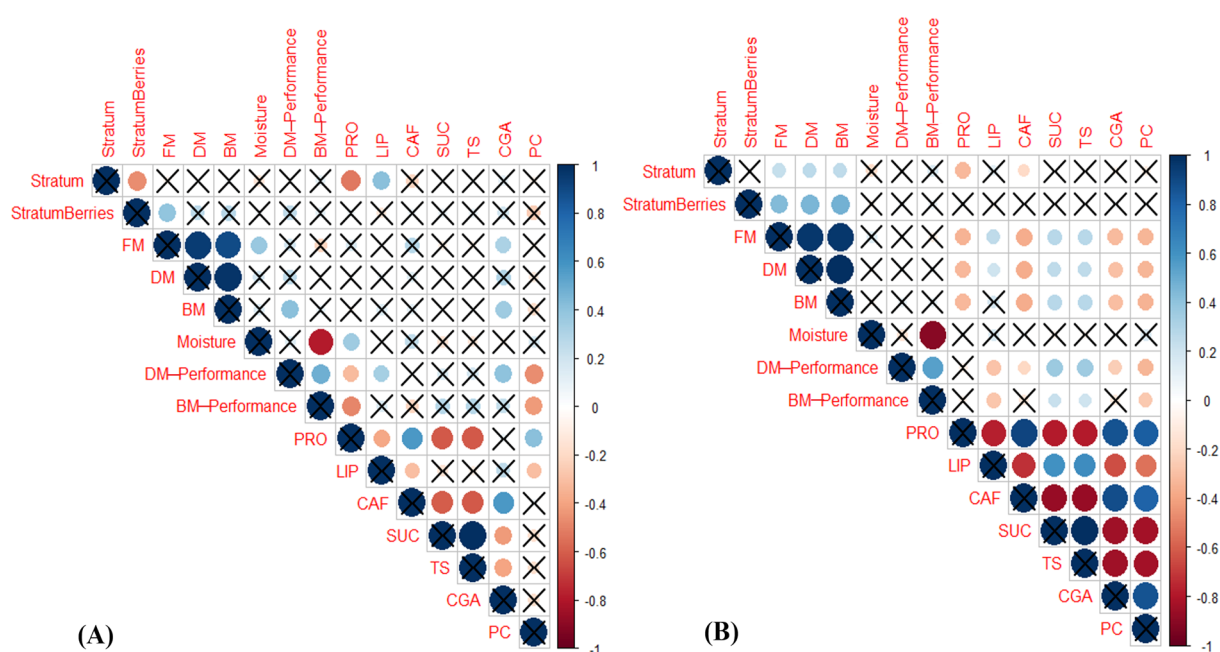 Stratum
StratumBerries
FM
DM
BM
Moisture
DM–Performance
BM–Performance
PRO
LIP
CAF
SUC
TS
CGA
PC
Stratum
StratumBerries
FM
DM
BM
Moisture
DM–Performance
BM–Performance
PRO
LIP
CAF
SUC
TS
CGA
PC
1
0.8
0.6
0.4
0.2
0
-0.2
-0.4
-0.6
-0.8
-1
(A)
Stratum
StratumBerries
FM
DM
BM
Moisture
DM–Performance
BM–Performance
PRO
LIP
CAF
SUC
TS
CGA
PC
Stratum
StratumBerries
FM
DM
BM
Moisture
DM–Performance
BM–Performance
PRO
LIP
CAF
SUC
TS
CGA
PC
1
0.8
0.6
0.4
0.2
0
-0.2
-0.4
-0.6
-0.8
-1
(B)